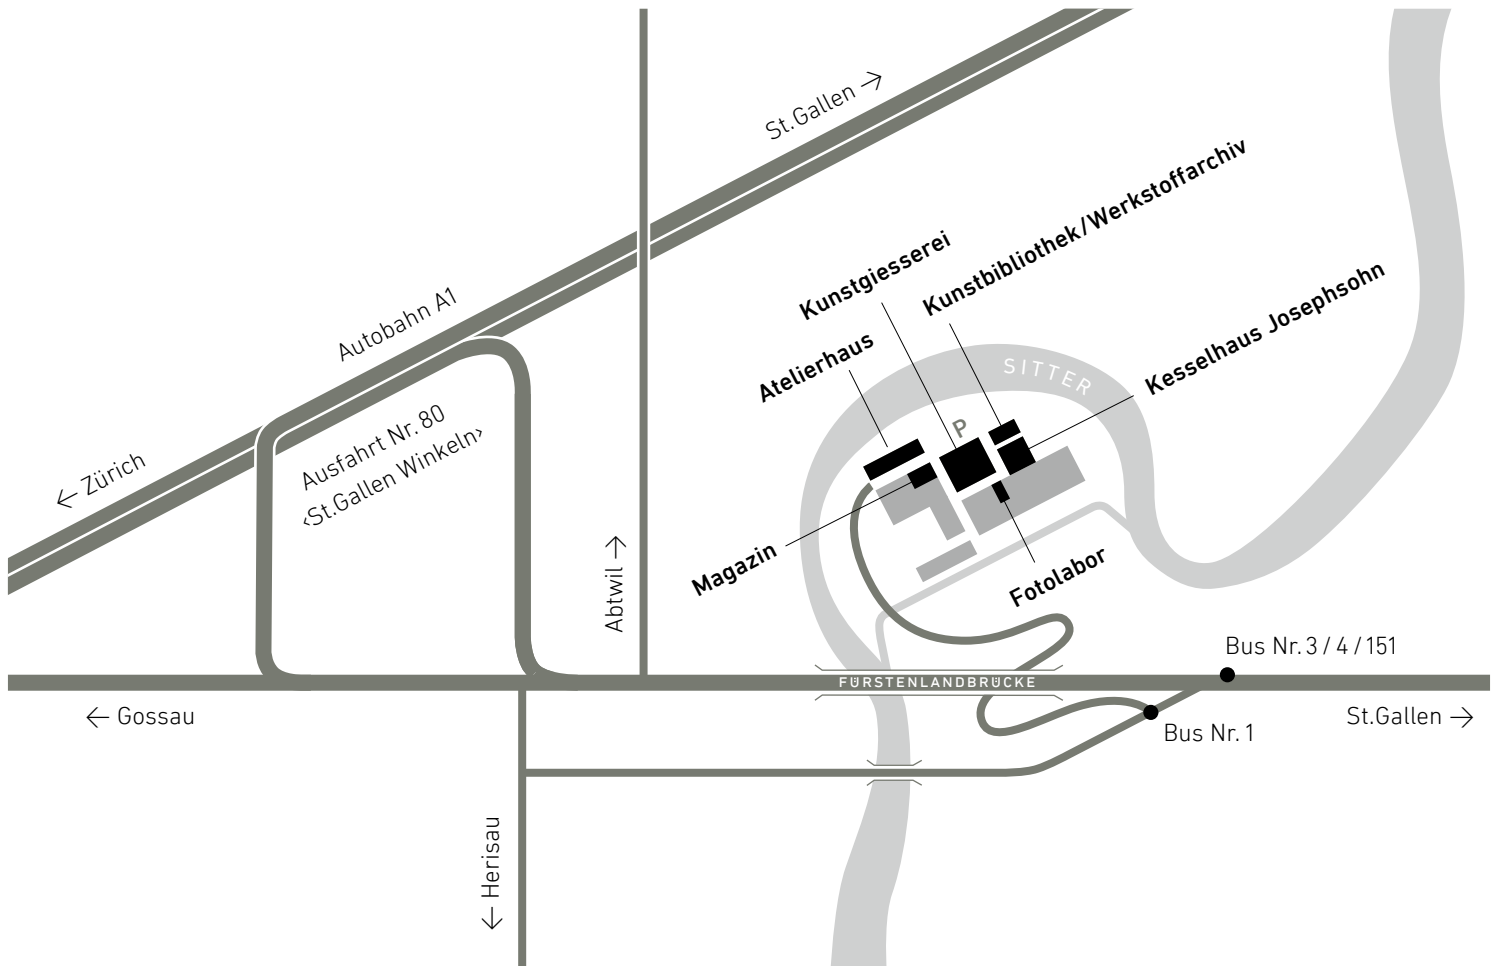 St.Gallen →
Kunstbibliothek/Werkstoffarchiv
Kunstgiesserei
Kesselhaus Josephsohn
Autobahn A1
Atelierhaus
SITTER
P
Ausfahrt Nr. 80
‹St.Gallen Winkeln›
← Zürich
Abtwil →
Magazin
Fotolabor
Bus Nr. 3 / 4 / 151
FÜRSTENLANDBRÜCKE
← Gossau
St.Gallen →
Bus Nr. 1
← Herisau